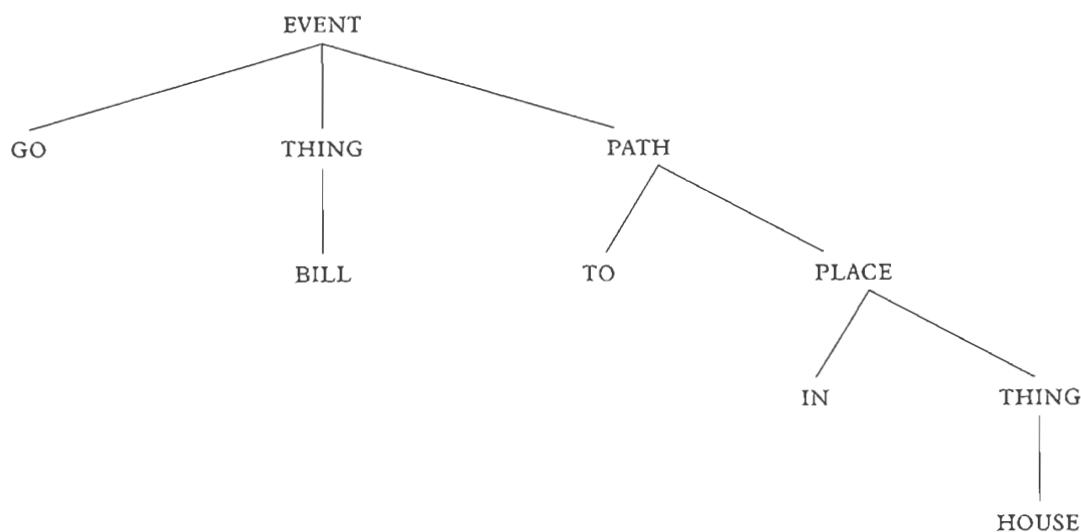 EVENT
GO THING PATH
BILL TO PLACE
IN THING
HOUSE